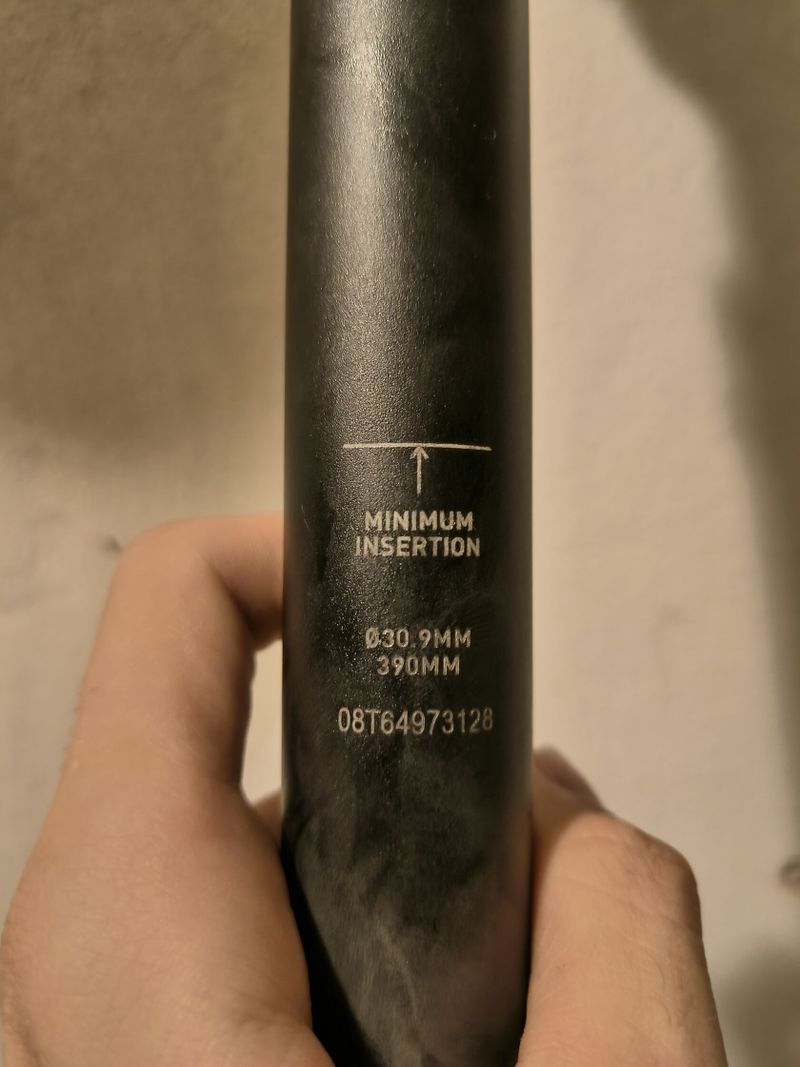 MINIMUM
INSERTION
Ø30.9MM
390MM
08T64973128